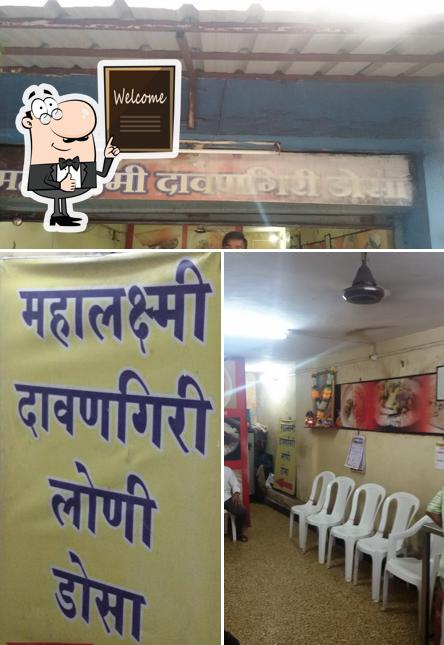 Welcome
दावणगिरी डोसा
महालक्ष्मी
दावणगिरी
लोणी
डोसा